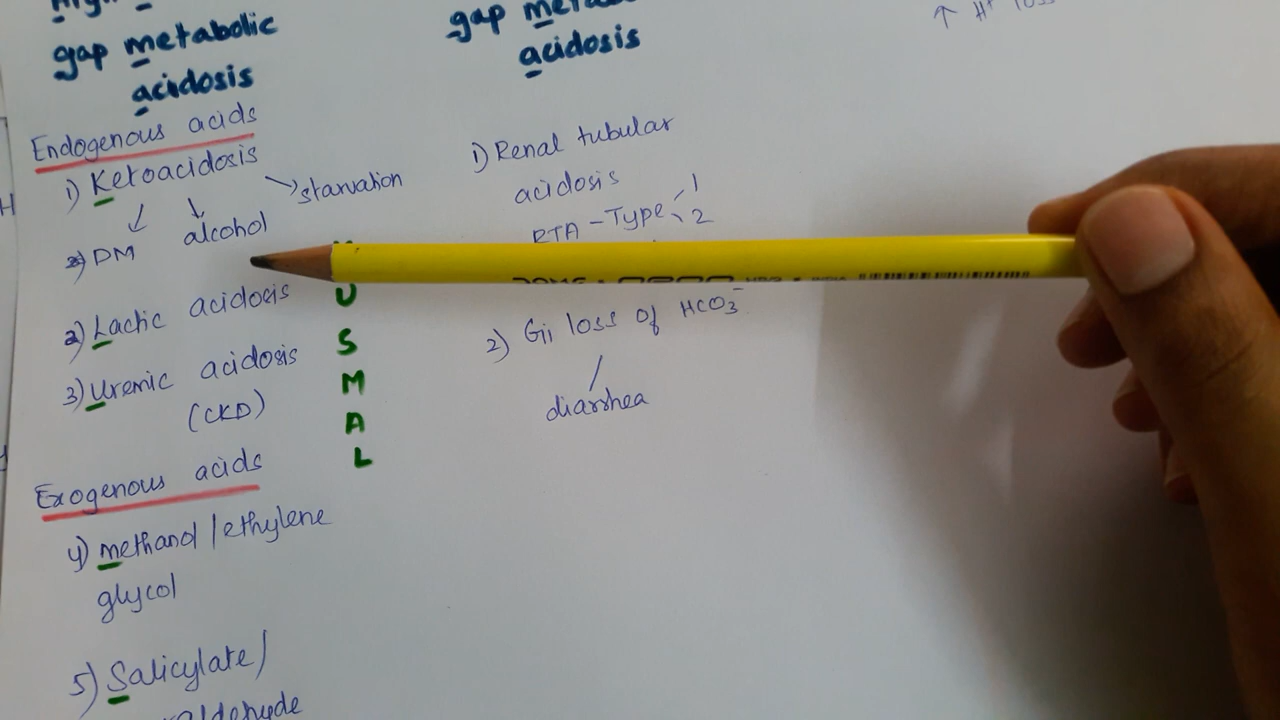 gap metabolic
acidosis
Endogenous acids
1) Ketoacidosis
starvation
DM alcohol
2) Lactic acidosis
3) Uremic acidosis
(CKD)
Exogenous acids
4) methanol / ethylene
glycol
5) Salicylate /
U
S
M
A
L
gap
acidosis
1) Renal tubular
acidosis
RTA - Type 1
2
2) GI loss of HCO3-
diarrhea
↑ H+ loss